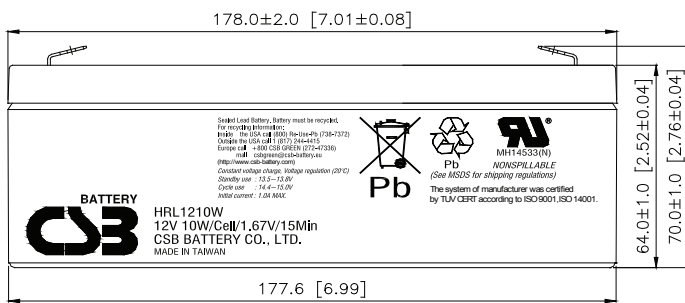 178.0±2.0 [7.01±0.08]
Sealed Lead Battery. Battery must be recycled.
For recycling information:
Inside the USA call (800) Re-Use-Pb (738-7372)
Outside the USA call 1 (817) 244-4415
Europe call +800 CSB GREEN (272-47336)
mail csbgreen@csb-battery.eu
(http://www.csb-battery.com)
Constant voltage charge, Voltage regulation (20°C)
Standby use : 13.5—13.8V
Cycle use : 14.4—15.0V
Initial current : 1.0A MAX.
Pb
Pb
®
MH14533(N)
NONSPILLABLE
(See MSDS for shipping regulations)
The system of manufacture was certified
by TUV CERT according to ISO 9001,ISO 14001.
BATTERY
CSB
HRL1210W
12V 10W/Cell/1.67V/15Min
CSB BATTERY CO., LTD.
MADE IN TAIWAN
64.0±1.0 [2.52±0.04]
70.0±1.0 [2.76±0.04]
177.6 [6.99]